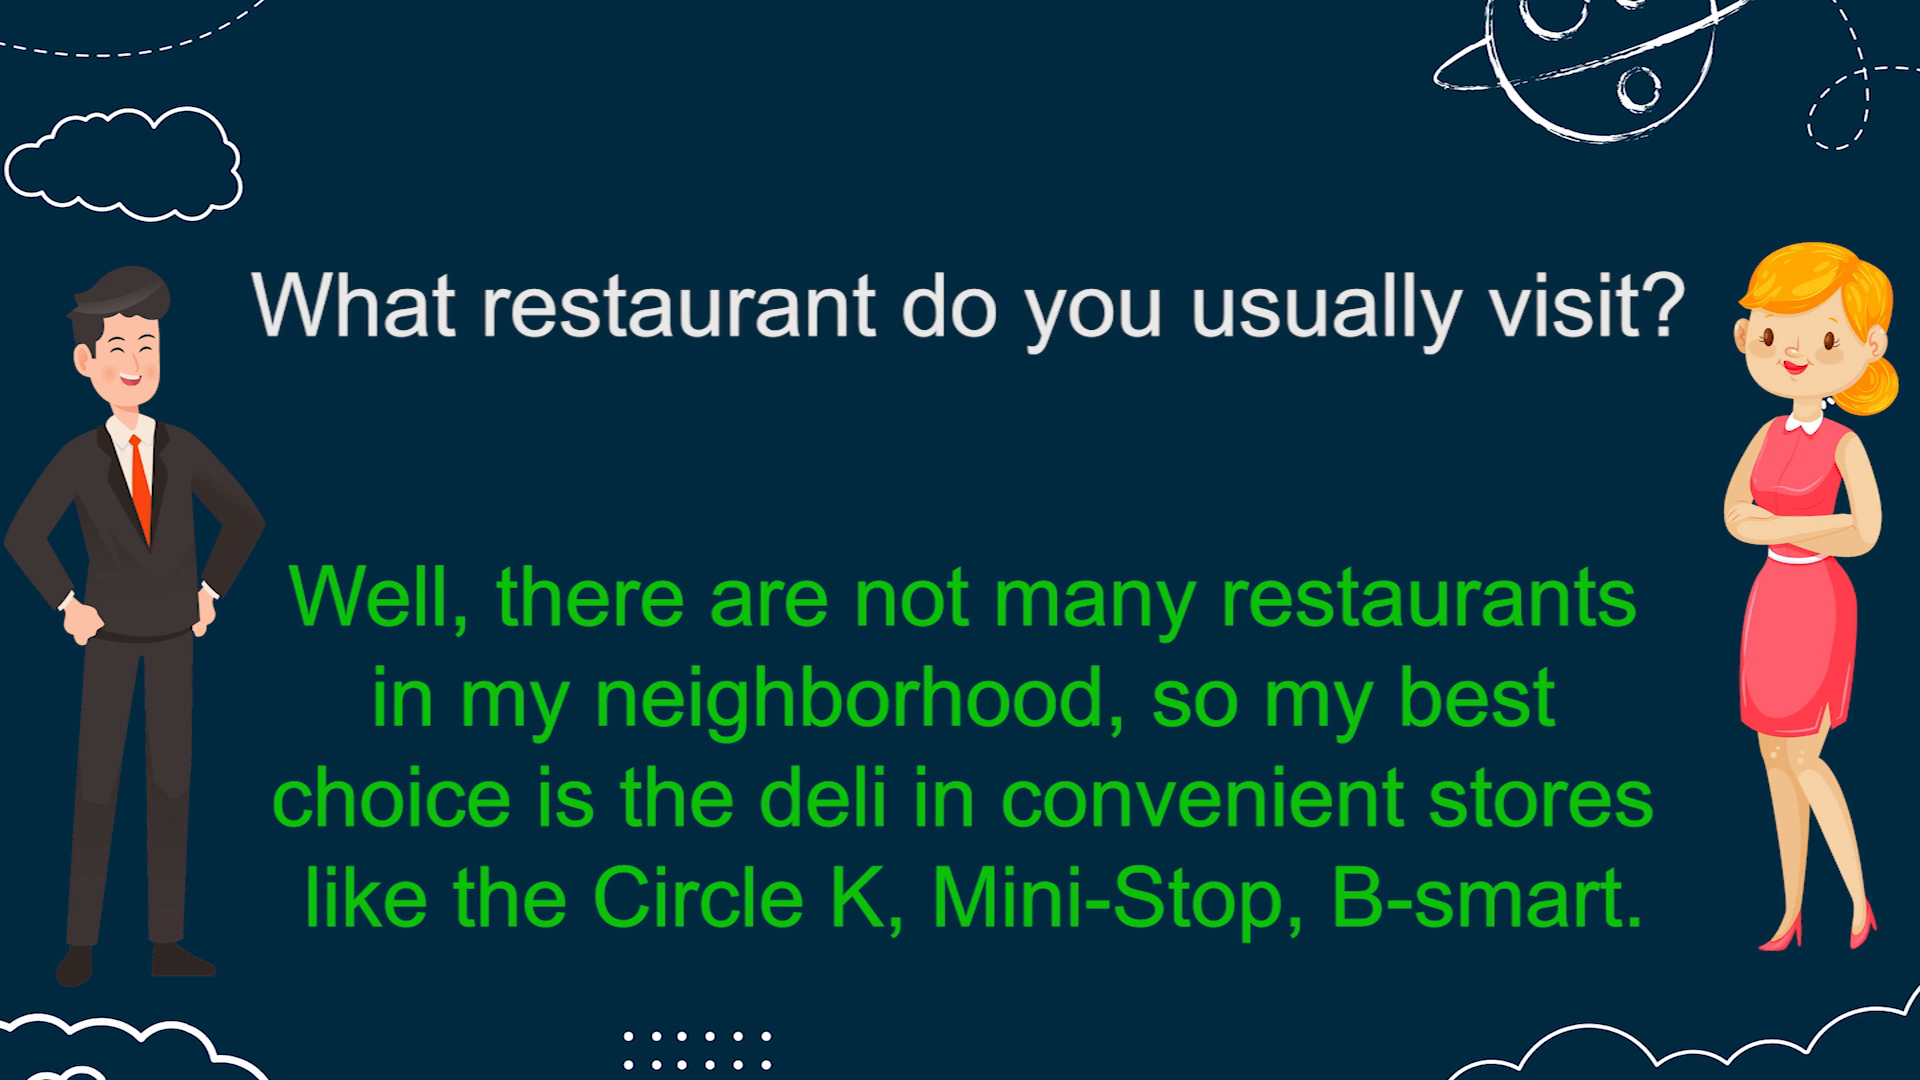 What restaurant do you usually visit?
Well, there are not many restaurants
in my neighborhood, so my best
choice is the deli in convenient stores
like the Circle K, Mini-Stop, B-smart.